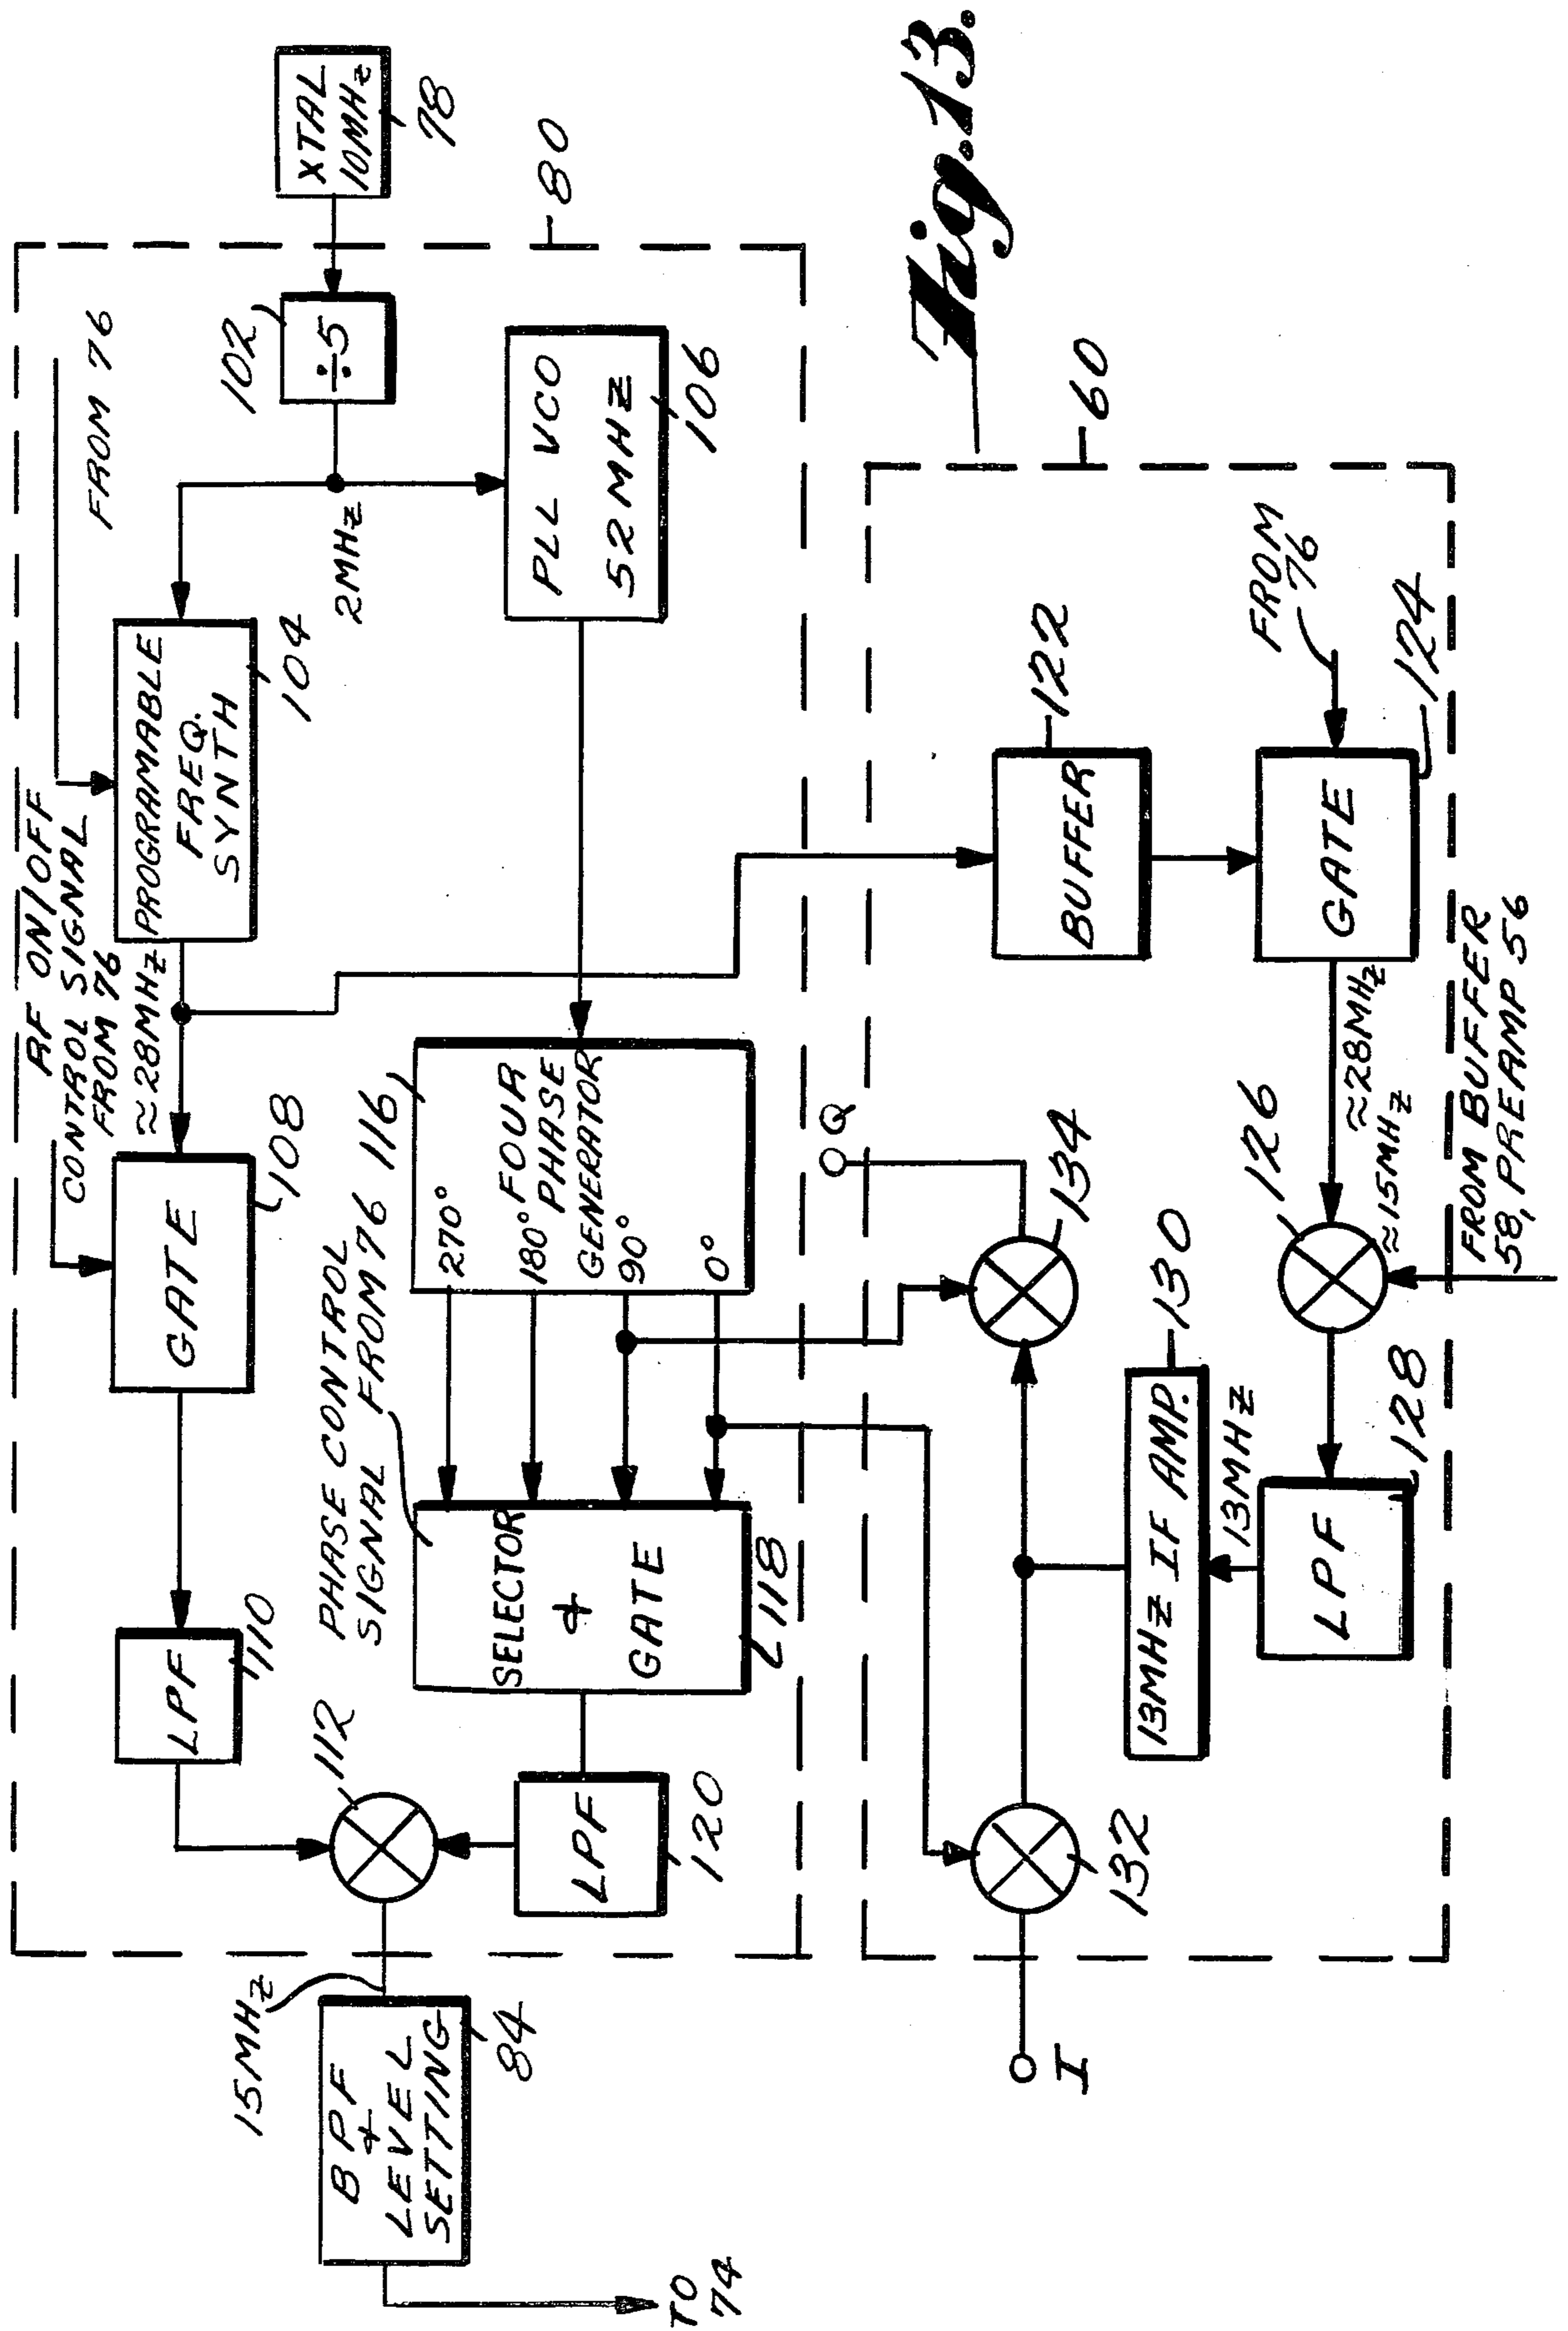 Fig. 13.
XTAL
10MHz
78
80
FROM 76
102
÷5
2MHz
PLL VCO
52MHz
106
PROGRAMABLE
FREQ.
SYNTH
104
RF ON/OFF
CONTROL SIGNAL
FROM 76
≈28MHz
GATE
108
LPF
110
112
15MHz
BPF
+
LEVEL
SETTING
84
TO
74
FOUR
PHASE
GENERATOR
116
270°
180°
90°
0°
PHASE CONTROL
SIGNAL FROM 76
SELECTOR
+
GATE
118
LPF
120
60
BUFFER
122
FROM
76
GATE
124
≈28MHz
≈15MHz
126
FROM BUFFER
58, PREAMP 56
LPF
128
13MHz
13MHz IF AMP.
130
134
Q
132
I